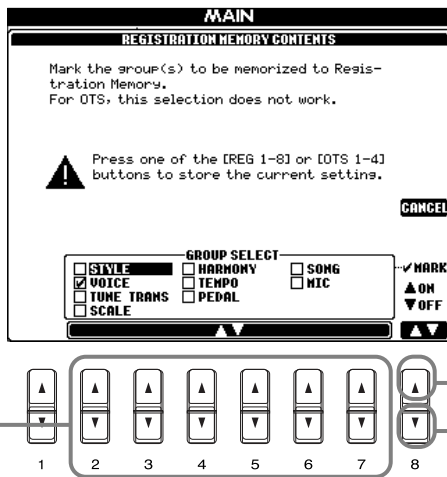 MAIN
REGISTRATION MEMORY CONTENTS
Mark the group(s) to be memorized to Regis-
tration Memory.
For OTS, this selection does not work.
Press one of the [REG 1-8] or [OTS 1-4]
buttons to store the current setting.
CANCEL
GROUP SELECT
STYLE HARMONY SONG
VOICE TEMPO MIC
TUNE TRANS PEDAL
SCALE
MARK
▲ON
▼OFF
1 2 3 4 5 6 7 8